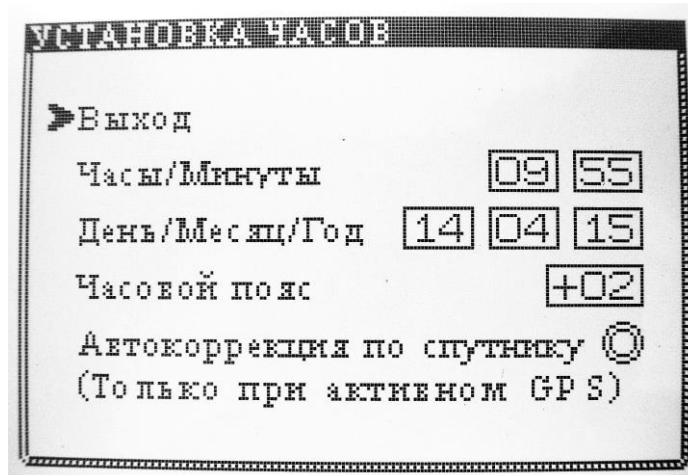 УСТАНОВКА ЧАСОВ
Выход
Часы/Минуты 09 55
День/Месяц/Год 14 04 15
Часовой пояс +02
Автокоррекция по спутнику
(Только при активном GPS)